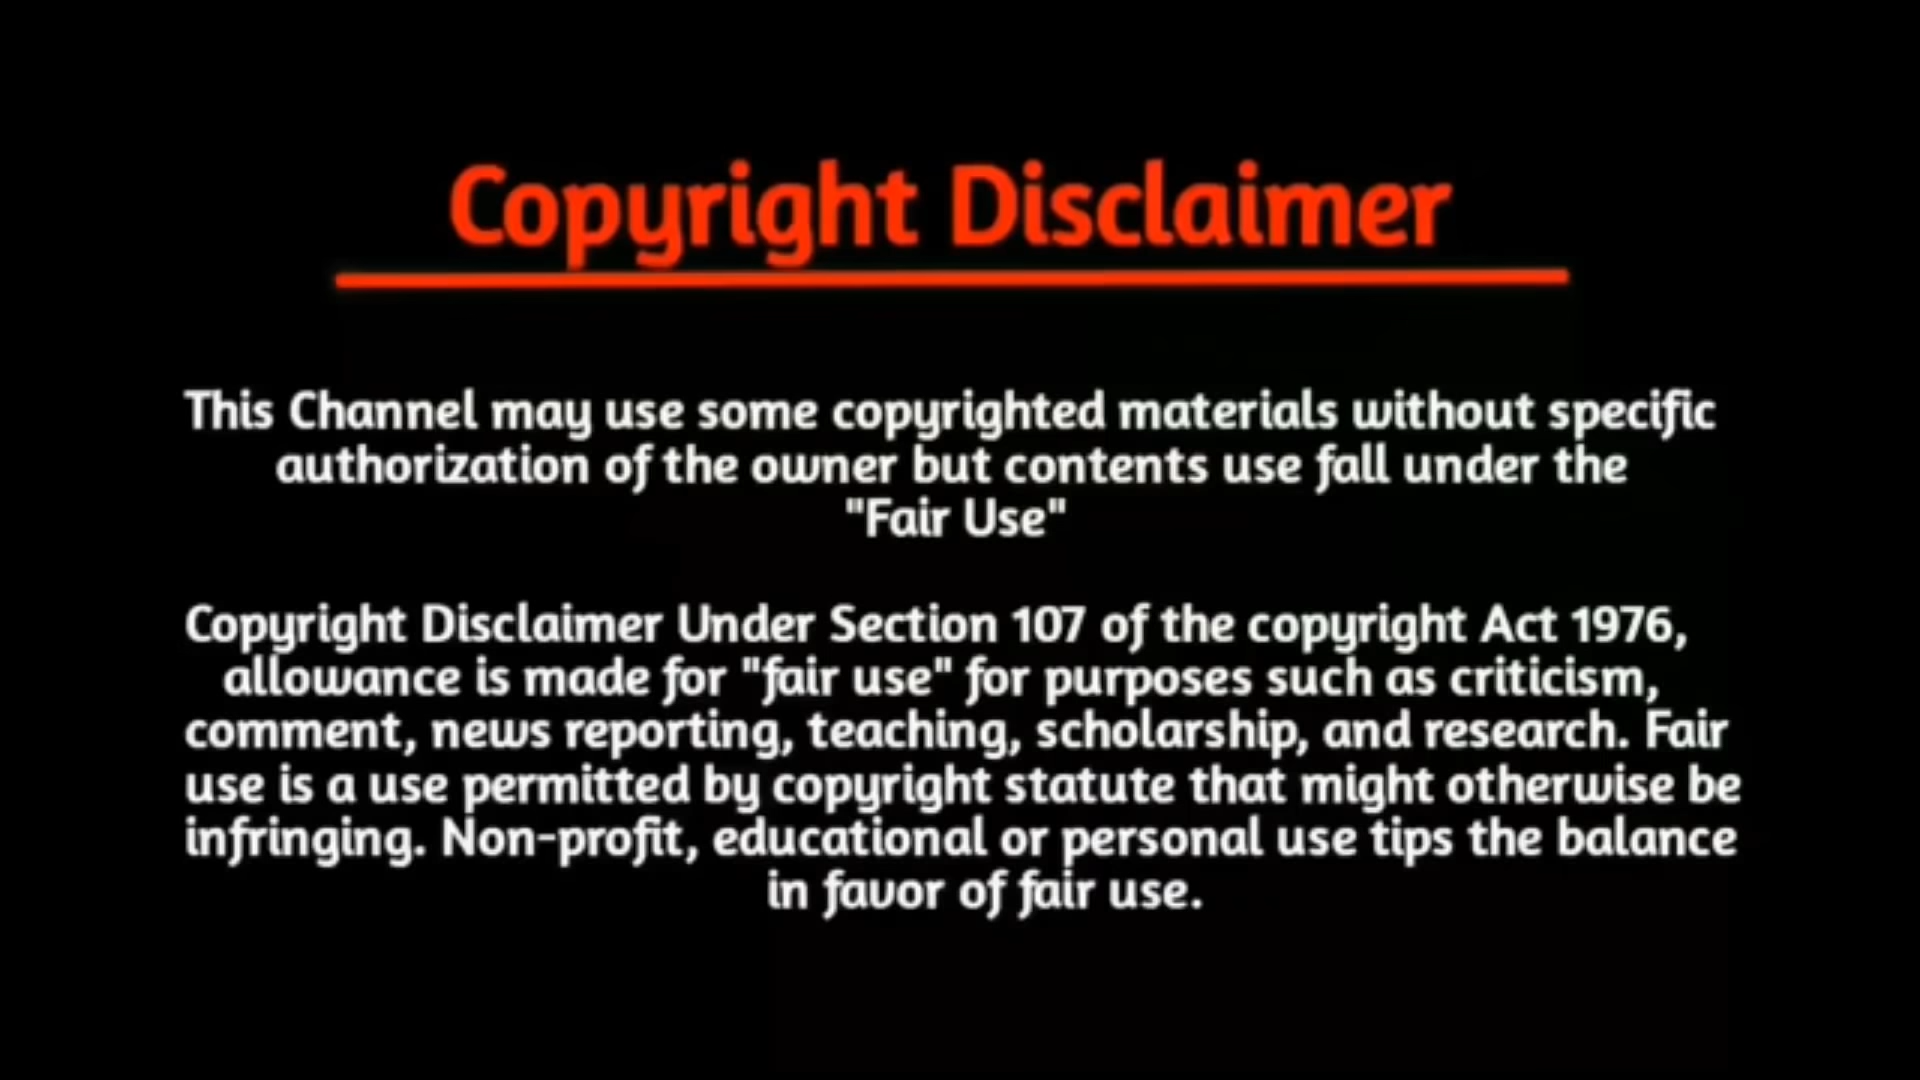 Copyright Disclaimer
This Channel may use some copyrighted materials without specific
authorization of the owner but contents use fall under the
"Fair Use"
Copyright Disclaimer Under Section 107 of the copyright Act 1976,
allowance is made for "fair use" for purposes such as criticism,
comment, news reporting, teaching, scholarship, and research. Fair
use is a use permitted by copyright statute that might otherwise be
infringing. Non-profit, educational or personal use tips the balance
in favor of fair use.